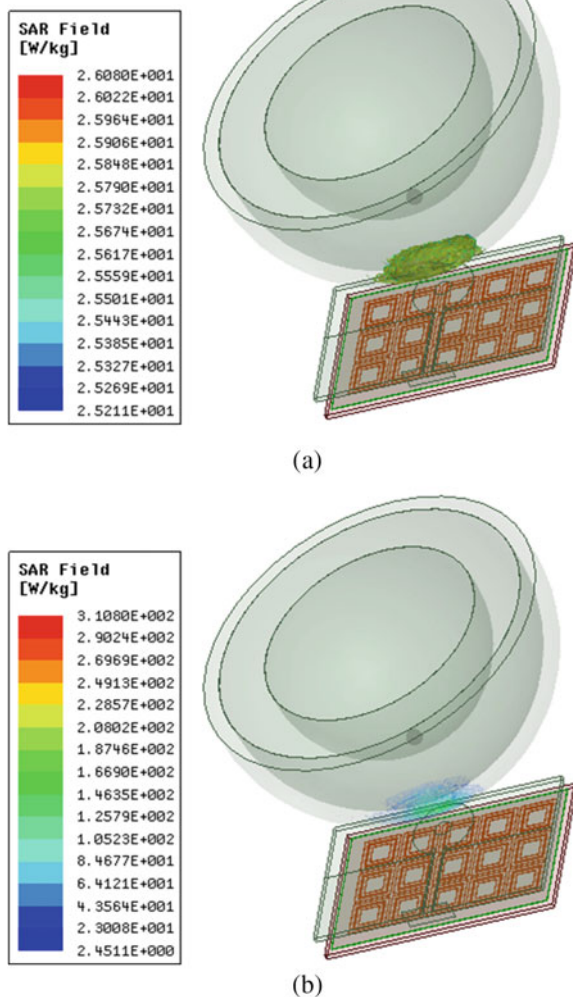 SAR Field
[W/kg]
2.6080E+001
2.6022E+001
2.5964E+001
2.5906E+001
2.5848E+001
2.5790E+001
2.5732E+001
2.5674E+001
2.5617E+001
2.5559E+001
2.5501E+001
2.5443E+001
2.5385E+001
2.5327E+001
2.5269E+001
2.5211E+001
(a)
SAR Field
[W/kg]
3.1080E+002
2.9024E+002
2.6969E+002
2.4913E+002
2.2857E+002
2.0802E+002
1.8746E+002
1.6690E+002
1.4635E+002
1.2579E+002
1.0523E+002
8.4677E+001
6.4121E+001
4.3564E+001
2.3008E+001
2.4511E+000
(b)